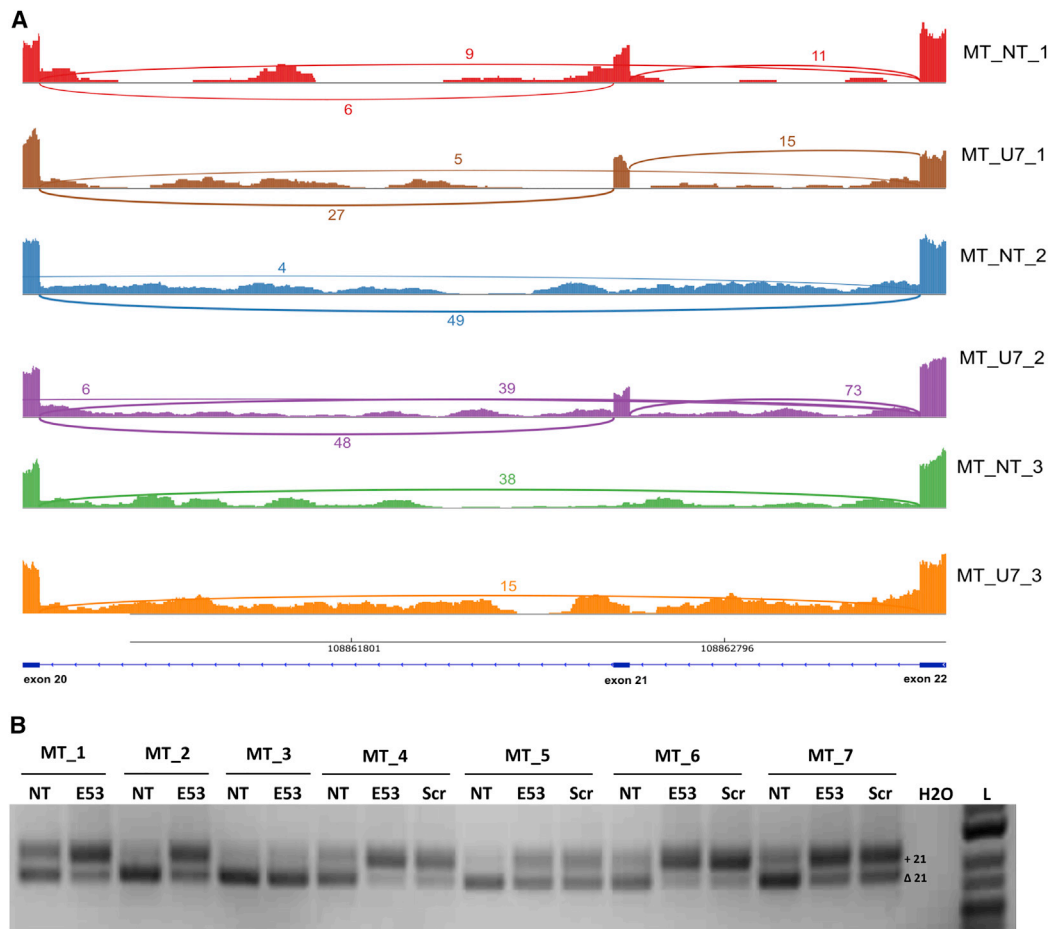 A
9
11
MT_NT_1
6
15
5
MT_U7_1
27
4
MT_NT_2
49
MT_U7_2
6
39
73
48
MT_NT_3
38
MT_U7_3
15
108861801
108862796
exon 20
exon 21
exon 22
B
MT_1 MT_2 MT_3 MT_4 MT_5 MT_6 MT_7
NT E53 NT E53 NT E53 NT E53 Scr NT E53 Scr NT E53 Scr NT E53 Scr H2O L
+ 21
Δ 21